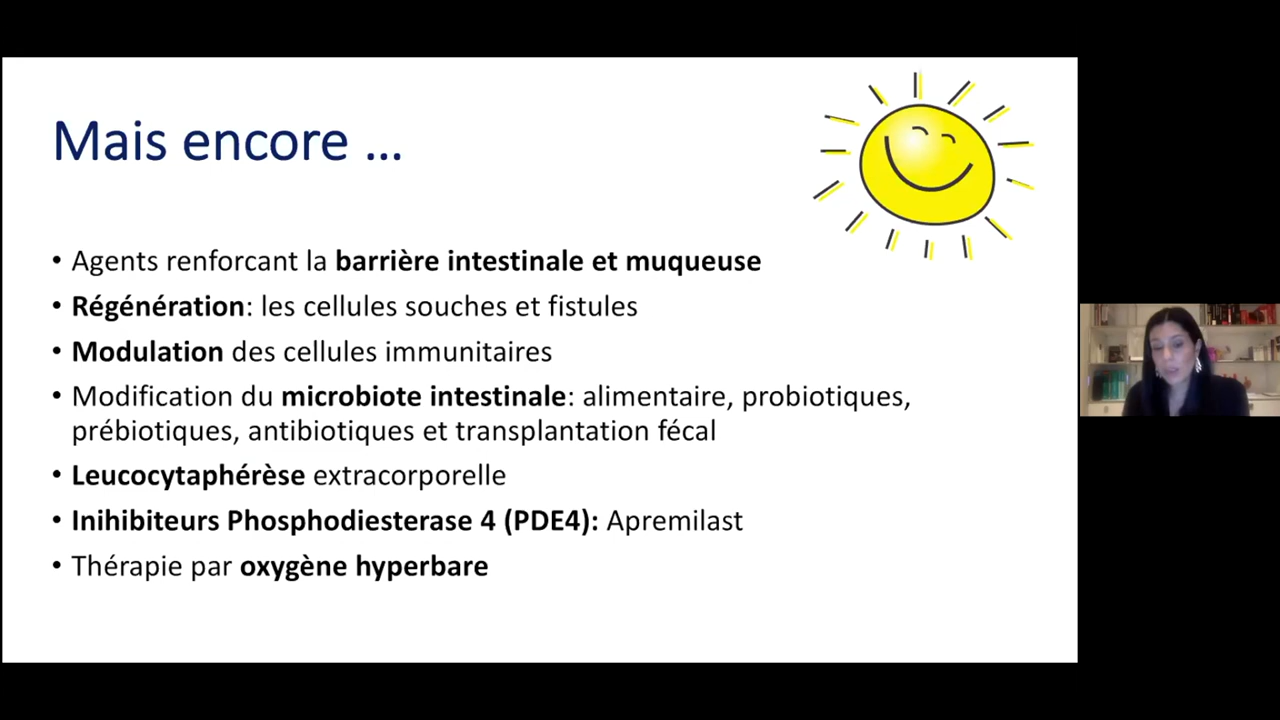 Mais encore ...
• Agents renforcant la barrière intestinale et muqueuse
• Régénération: les cellules souches et fistules
• Modulation des cellules immunitaires
• Modification du microbiote intestinale: alimentaire, probiotiques,
prébiotiques, antibiotiques et transplantation fécal
• Leucocytaphérèse extracorporelle
• Inihibiteurs Phosphodiesterase 4 (PDE4): Apremilast
• Thérapie par oxygène hyperbare